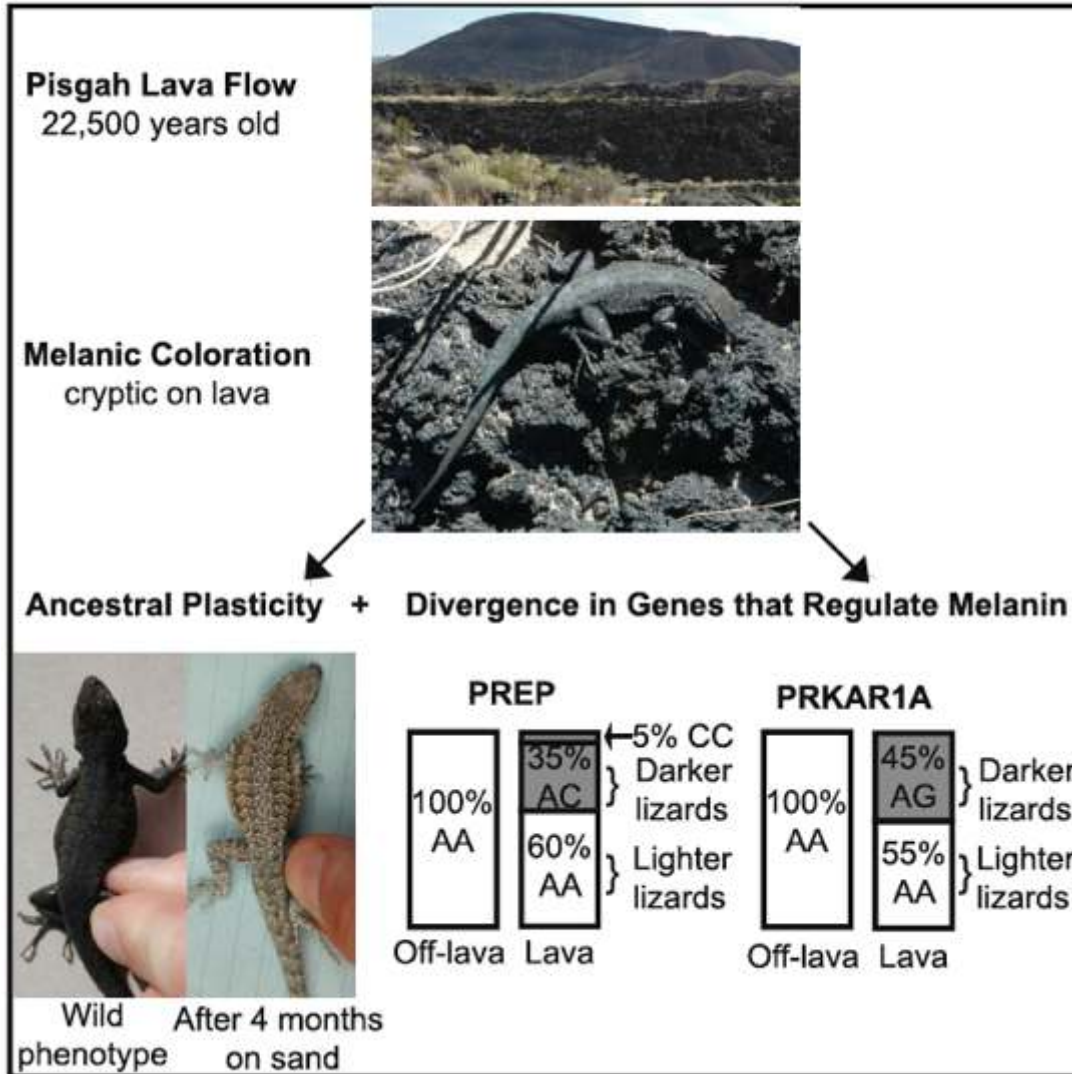 Pisgah Lava Flow
22,500 years old
Melanic Coloration
cryptic on lava
Ancestral Plasticity + Divergence in Genes that Regulate Melanin
Wild
phenotype
After 4 months
on sand
PREP
100%
AA
Off-lava
5% CC
35%
AC
Darker
lizards
60%
AA
Lighter
lizards
Lava
PRKAR1A
100%
AA
Off-lava
45%
AG
Darker
lizards
55%
AA
Lighter
lizards
Lava